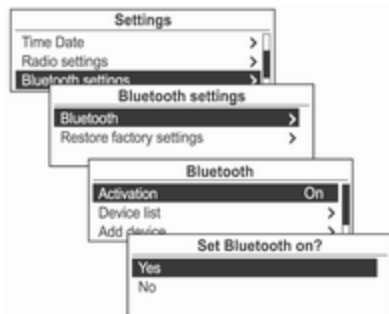 Settings
Time Date
Radio settings
Bluetooth settings
Bluetooth settings
Bluetooth
Restore factory settings
Bluetooth
Activation On
Device list
Add device
Set Bluetooth on?
Yes
No